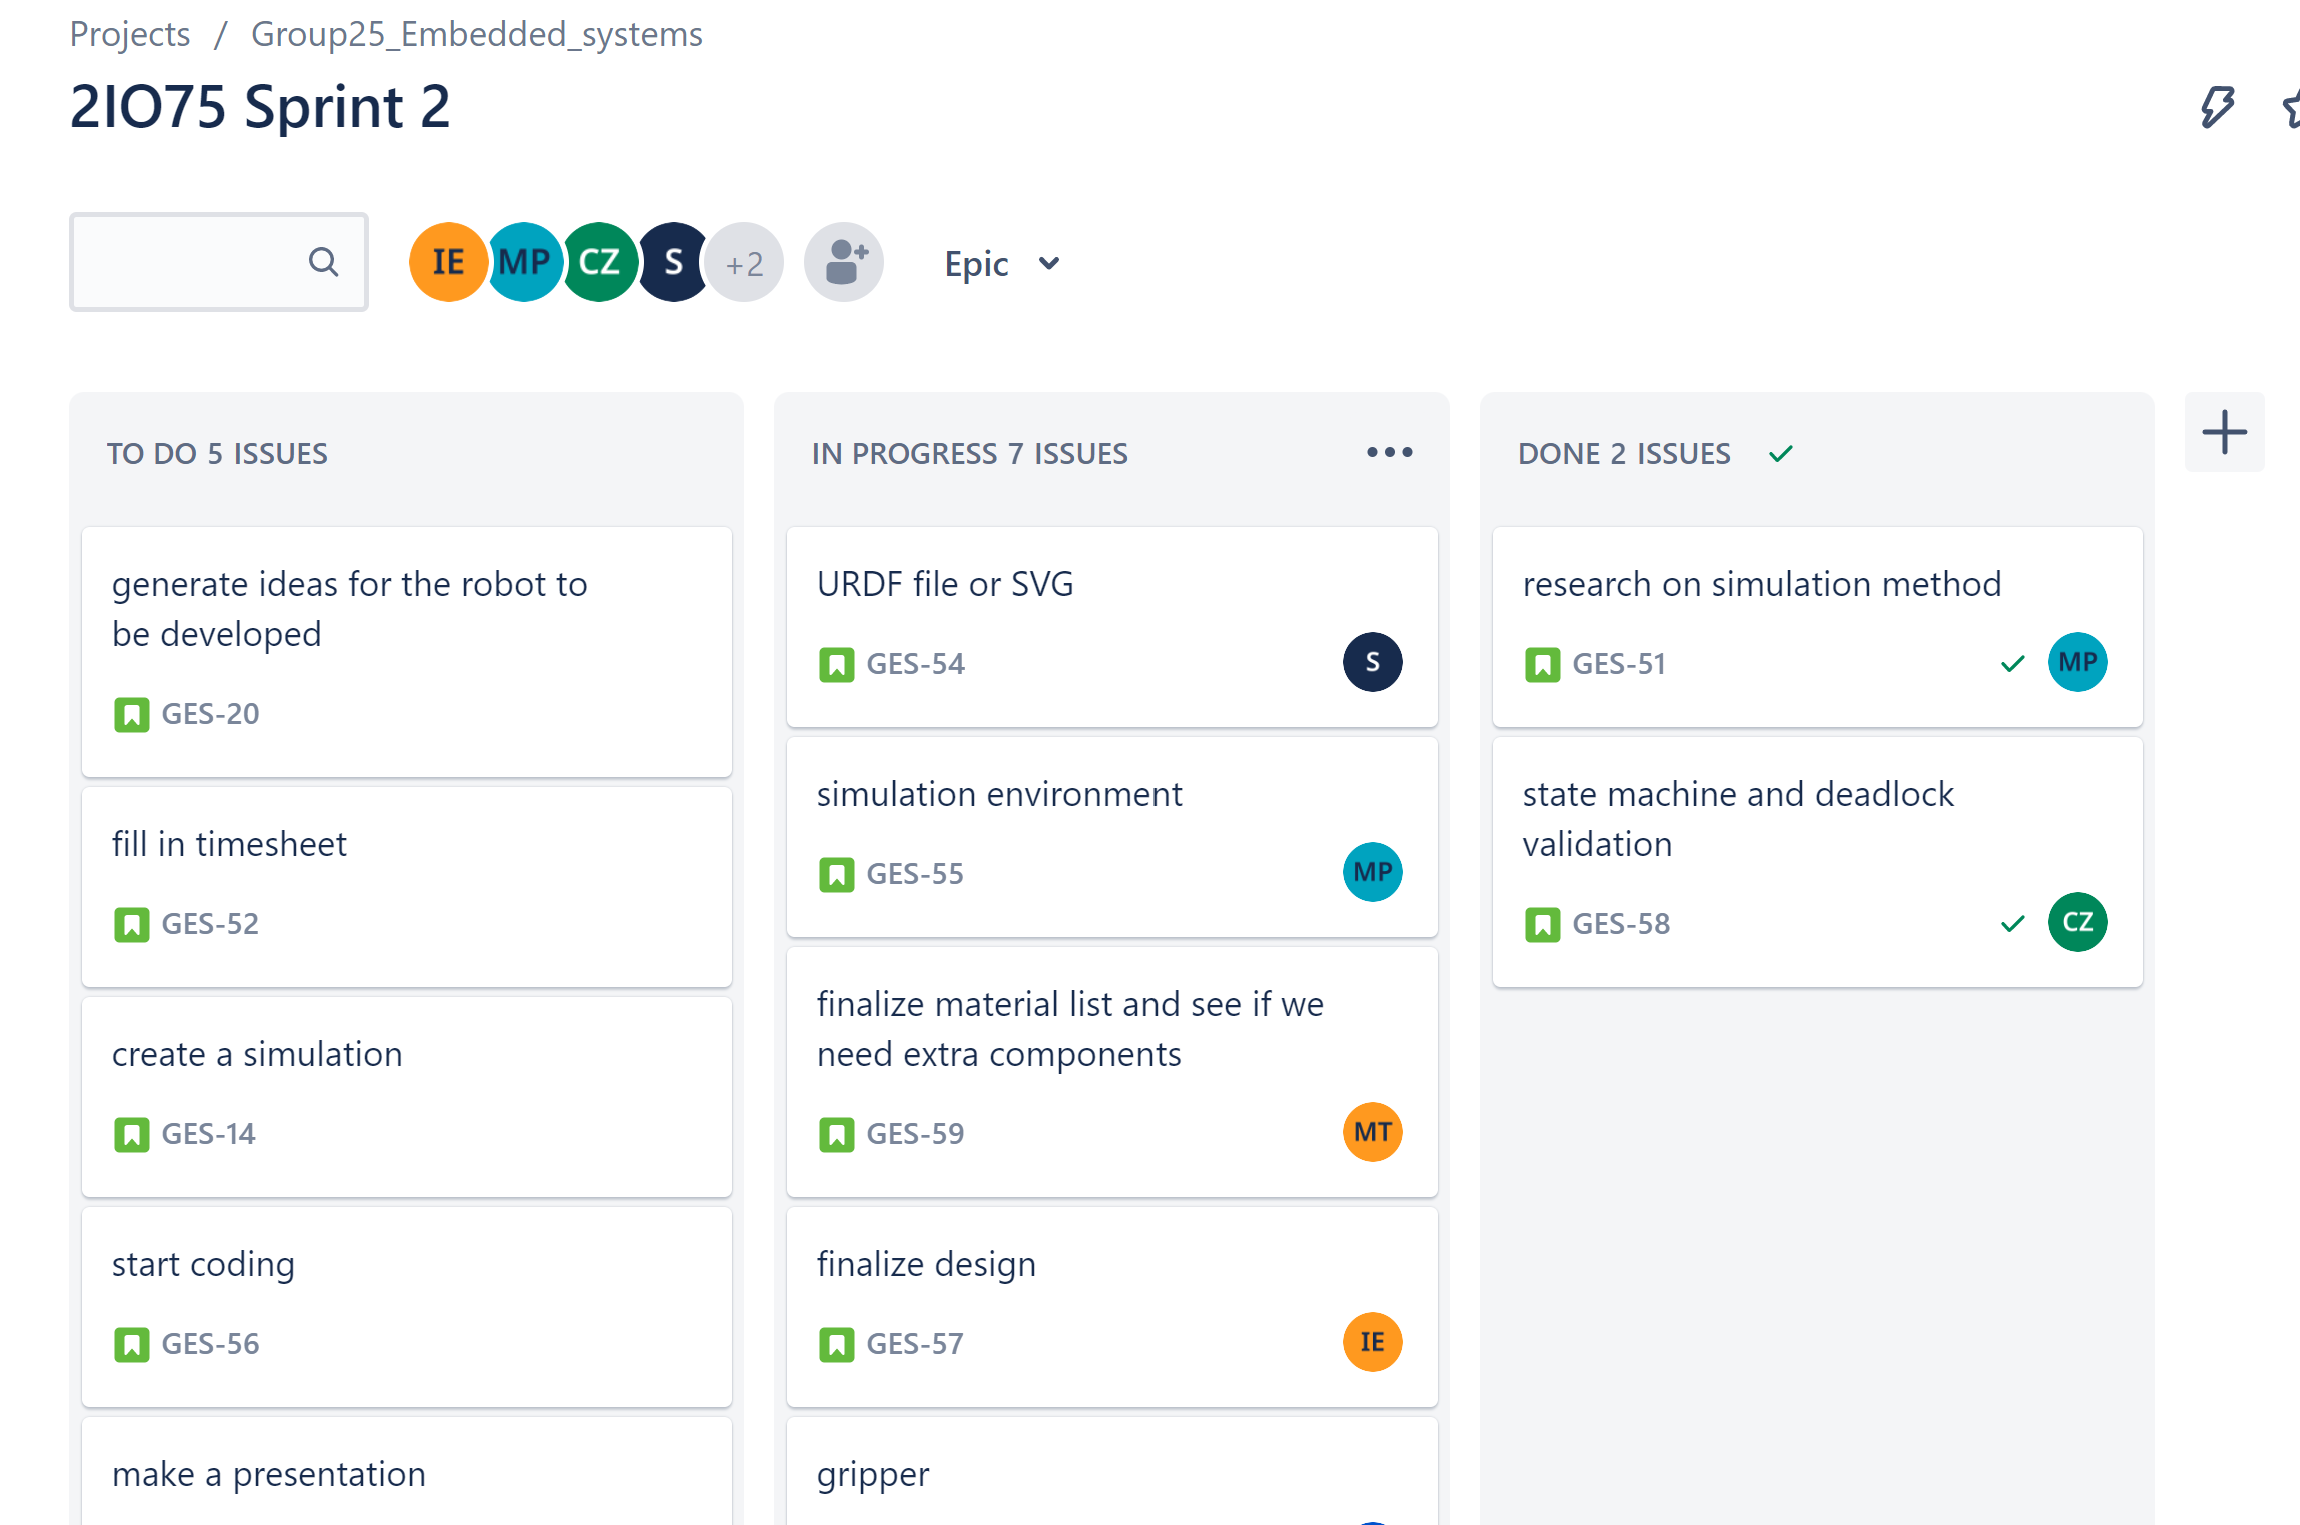 Projects / Group25_Embedded_systems
2IO75 Sprint 2
IE MP CZ S +2
Epic
TO DO 5 ISSUES
generate ideas for the robot to
be developed
GES-20
fill in timesheet
GES-52
create a simulation
GES-14
start coding
GES-56
make a presentation
IN PROGRESS 7 ISSUES
URDF file or SVG
GES-54 S
simulation environment
GES-55 MP
finalize material list and see if we
need extra components
GES-59 MT
finalize design
GES-57 IE
gripper
DONE 2 ISSUES
research on simulation method
GES-51 MP
state machine and deadlock
validation
GES-58 CZ